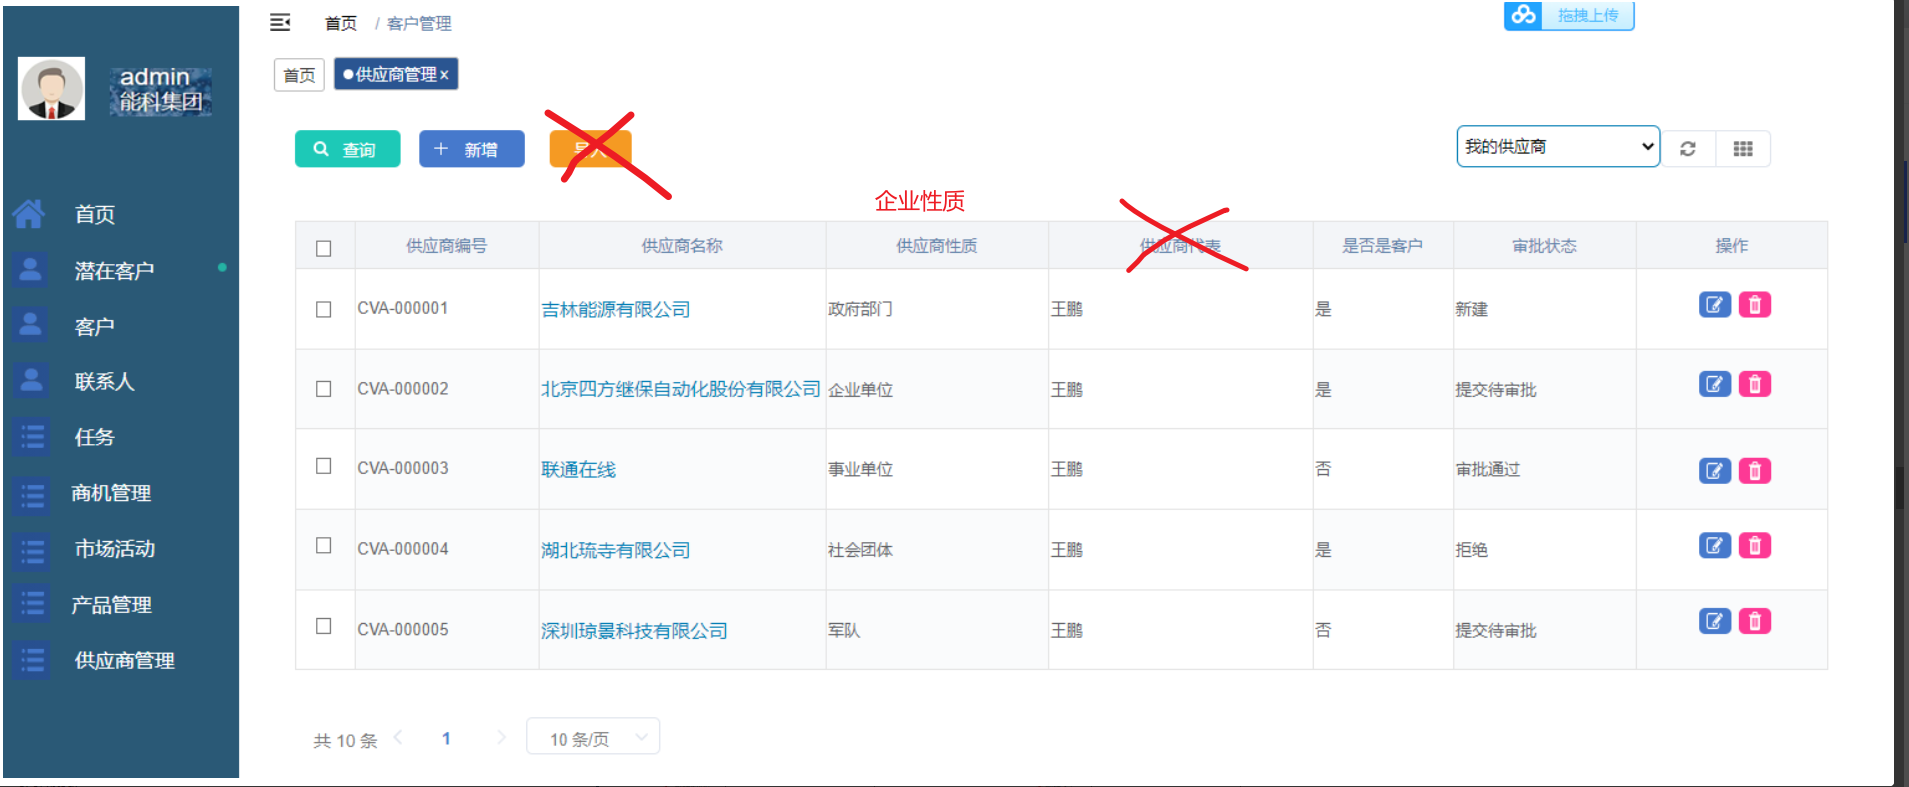 首页 / 客户管理
拖拽上传
首页 ●供应商管理x
admin
能科集团
查询 + 新增 导入
我的供应商
企业性质
首页
潜在客户
客户
联系人
任务
商机管理
市场活动
产品管理
供应商管理
供应商编号 供应商名称 供应商性质 供应商代表 是否是客户 审批状态 操作
CVA-000001 吉林能源有限公司 政府部门 王鹏 是 新建
CVA-000002 北京四方继保自动化股份有限公司 企业单位 王鹏 是 提交待审批
CVA-000003 联通在线 事业单位 王鹏 否 审批通过
CVA-000004 湖北琉寺有限公司 社会团体 王鹏 是 拒绝
CVA-000005 深圳琼景科技有限公司 军队 王鹏 否 提交待审批
共 10 条 < 1 > 10 条/页